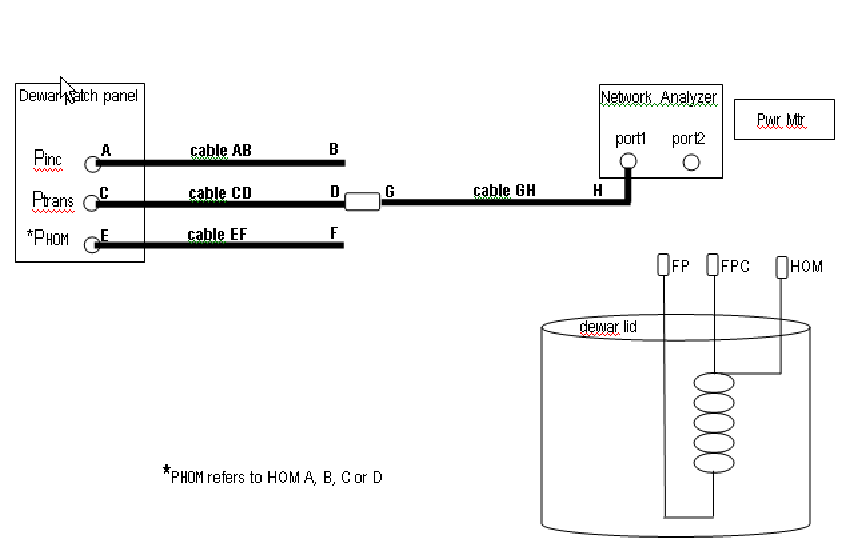 Dewar patch panel
Network Analyzer
Pwr Mtr
port1 port2
Pinc A cable AB B
Ptrans C cable CD D G cable GH H
*PHOM E cable EF F
FP FPC HOM
dewar lid
*PHOM refers to HOM A, B, C or D